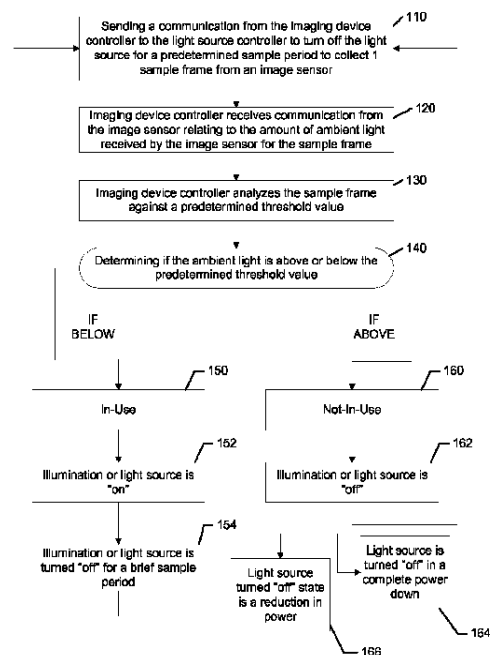 Sending a communication from the imaging device
controller to the light source controller to turn off the light
source for a predetermined sample period to collect 1
sample frame from an image sensor
110
Imaging device controller receives communication from
the image sensor relating to the amount of ambient light
received by the image sensor for the sample frame
120
Imaging device controller analyzes the sample frame
against a predetermined threshold value
130
Determining if the ambient light is above or below the
predetermined threshold value
140
IF
BELOW
IF
ABOVE
150
In-Use
160
Not-In-Use
152
Illumination or light source is
"on"
162
Illumination or light source is
"off"
154
Illumination or light source is
turned "off" for a brief sample
period
Light source
turned "off" state
is a reduction in
power
166
Light source is
turned "off" in a
complete power
down
164